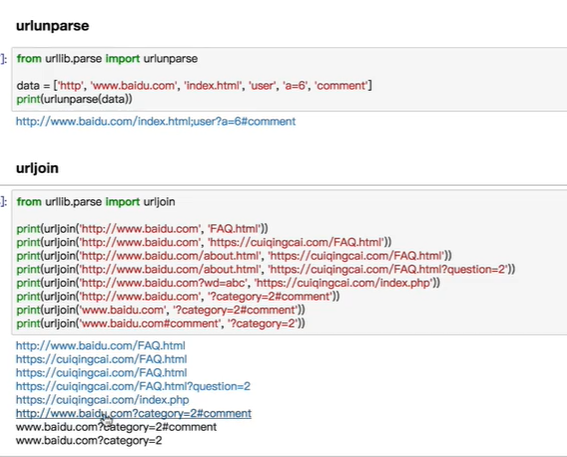 urlunparse
]:
from urllib.parse import urlunparse
data = ['http', 'www.baidu.com', 'index.html', 'user', 'a=6', 'comment']
print(urlunparse(data))
http://www.baidu.com/index.html;user?a=6#comment
urljoin
]:
from urllib.parse import urljoin
print(urljoin('http://www.baidu.com', 'FAQ.html'))
print(urljoin('http://www.baidu.com', 'https://cuiqingcai.com/FAQ.html'))
print(urljoin('http://www.baidu.com/about.html', 'https://cuiqingcai.com/FAQ.html'))
print(urljoin('http://www.baidu.com/about.html', 'https://cuiqingcai.com/FAQ.html?question=2'))
print(urljoin('http://www.baidu.com?wd=abc', 'https://cuiqingcai.com/index.php'))
print(urljoin('http://www.baidu.com', '?category=2#comment'))
print(urljoin('www.baidu.com', '?category=2#comment'))
print(urljoin('www.baidu.com#comment', '?category=2'))
http://www.baidu.com/FAQ.html
https://cuiqingcai.com/FAQ.html
https://cuiqingcai.com/FAQ.html
https://cuiqingcai.com/FAQ.html?question=2
https://cuiqingcai.com/index.php
http://www.baidu.com?category=2#comment
www.baidu.com?category=2#comment
www.baidu.com?category=2